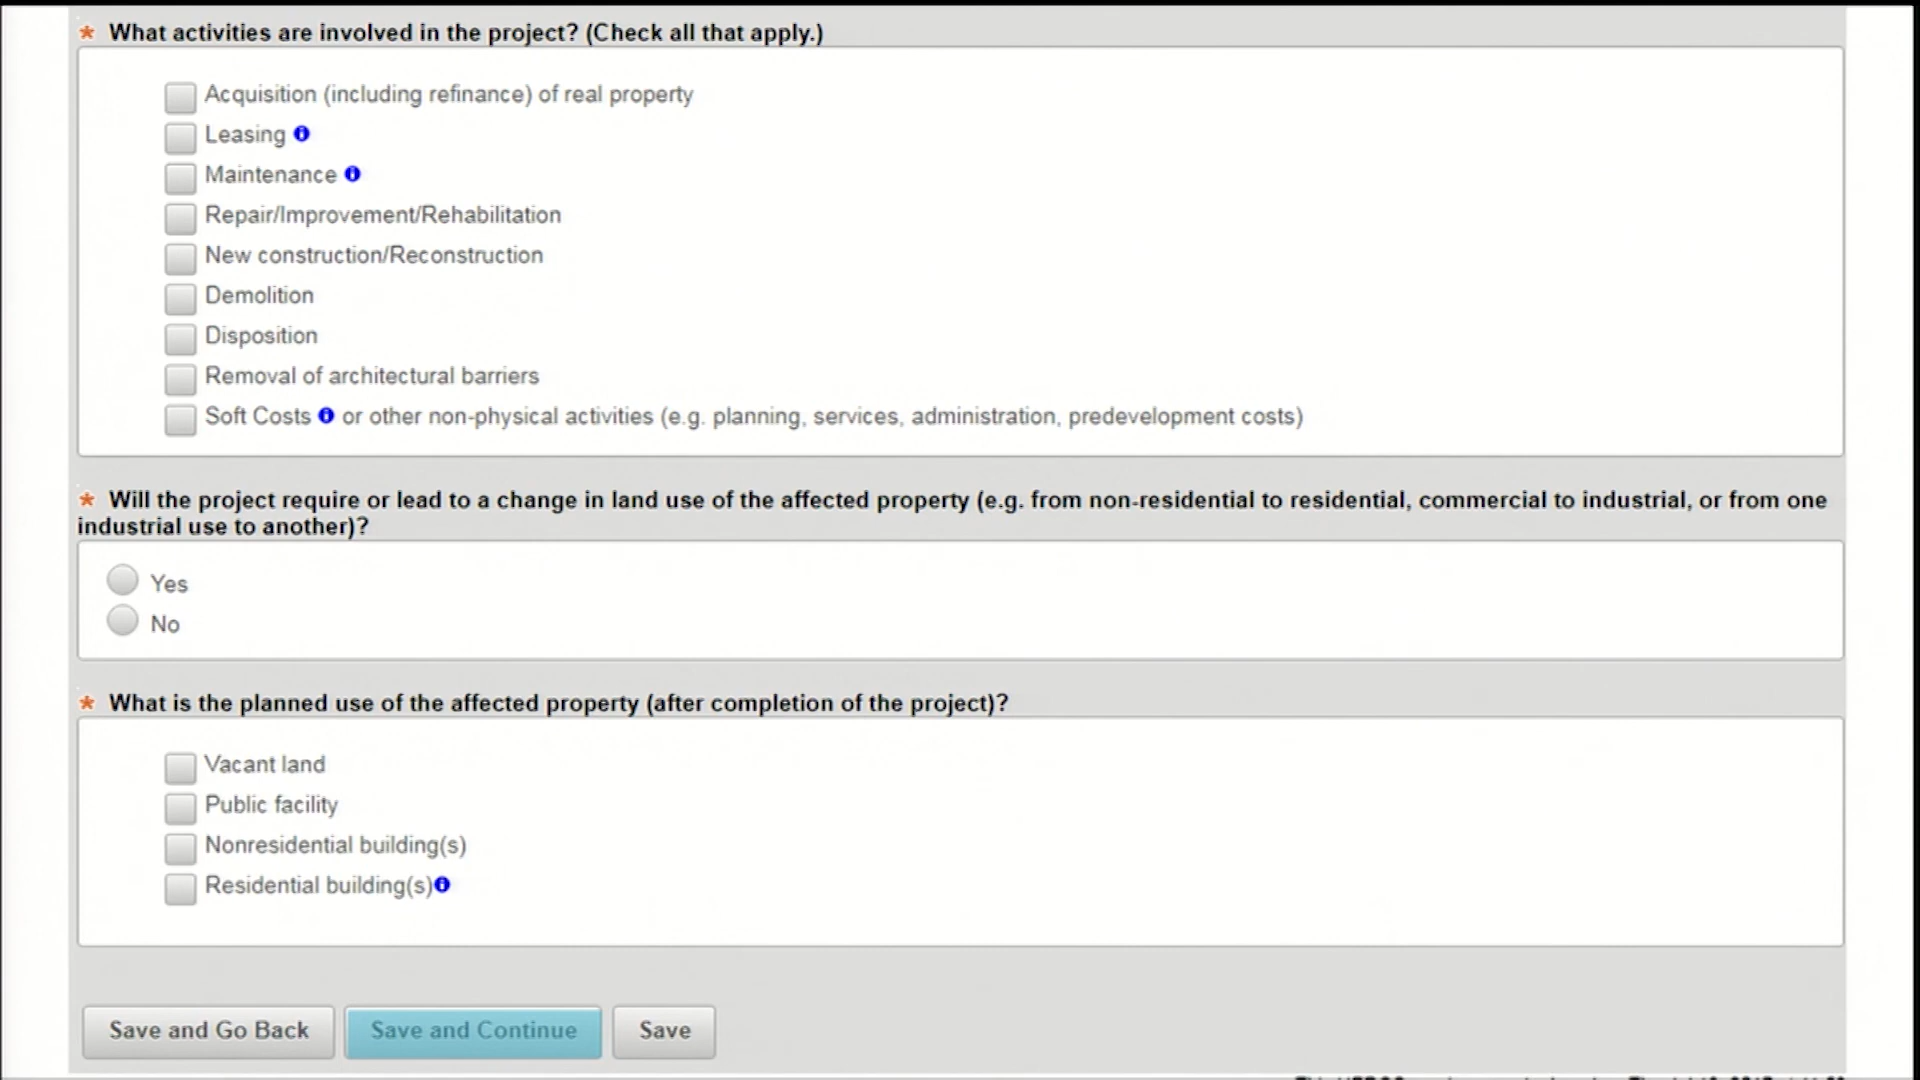 * What activities are involved in the project? (Check all that apply.)
Acquisition (including refinance) of real property
Leasing
Maintenance
Repair/Improvement/Rehabilitation
New construction/Reconstruction
Demolition
Disposition
Removal of architectural barriers
Soft Costs or other non-physical activities (e.g. planning, services, administration, predevelopment costs)
* Will the project require or lead to a change in land use of the affected property (e.g. from non-residential to residential, commercial to industrial, or from one
industrial use to another)?
Yes
No
* What is the planned use of the affected property (after completion of the project)?
Vacant land
Public facility
Nonresidential building(s)
Residential building(s)
Save and Go Back Save and Continue Save